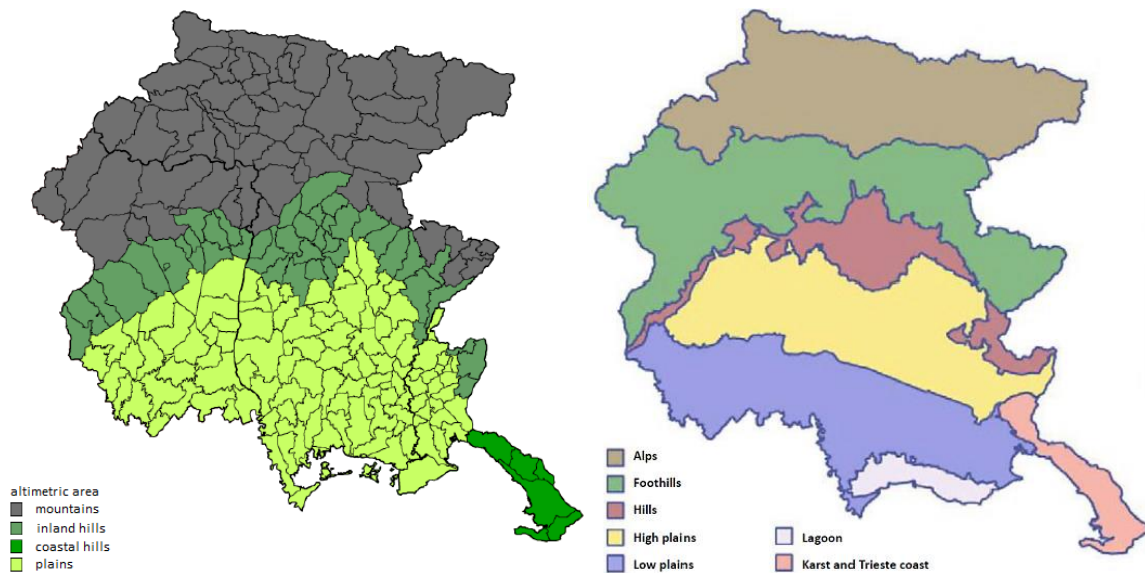 altimetric area
mountains
inland hills
coastal hills
plains
Alps
Foothills
Hills
High plains
Low plains
Lagoon
Karst and Trieste coast